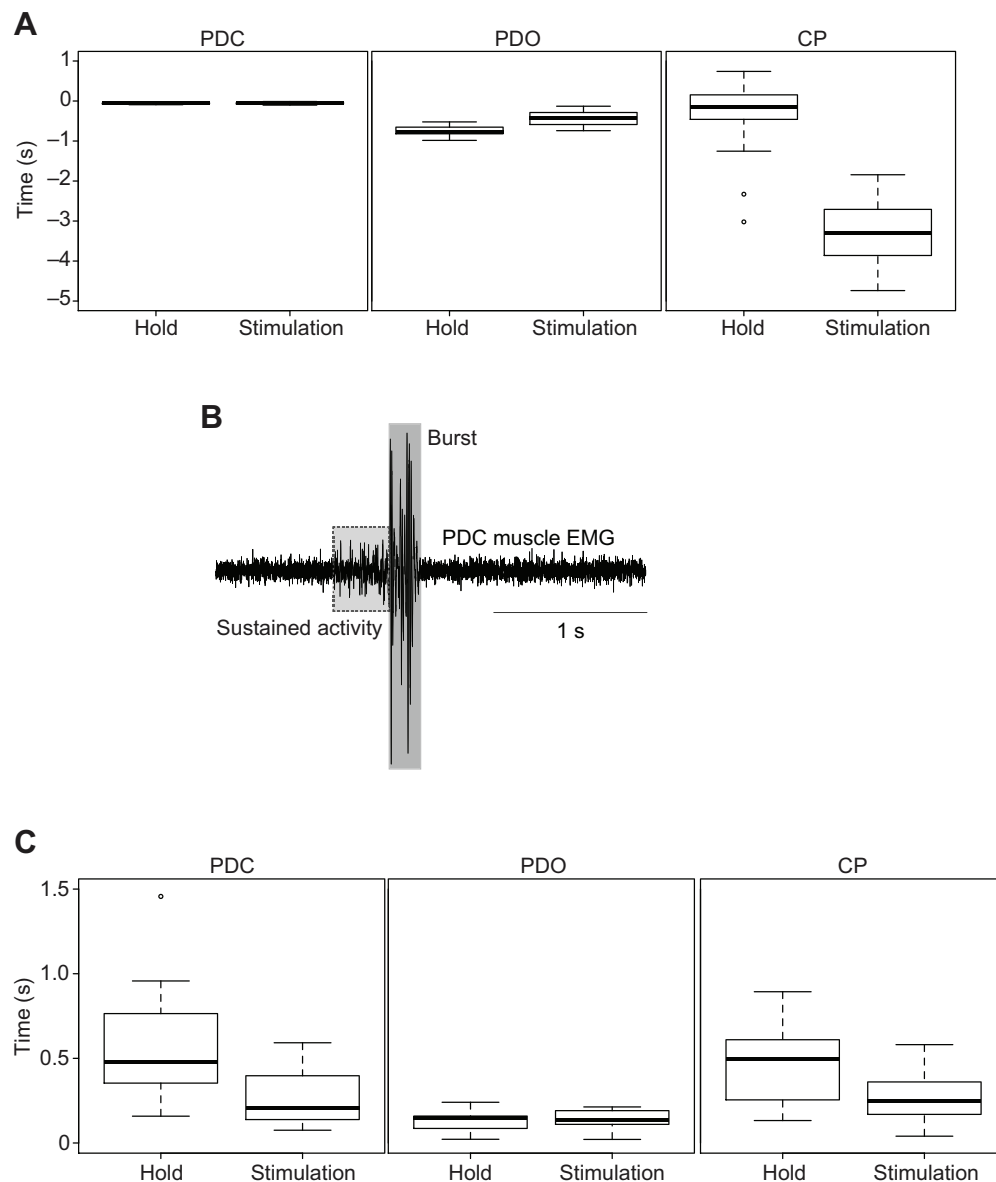 A
PDC PDO CP
Time (s)
1
0
–1
–2
–3
–4
–5
Hold Stimulation Hold Stimulation Hold Stimulation
B
Burst
PDC muscle EMG
Sustained activity
1 s
C
PDC PDO CP
Time (s)
1.5
1.0
0.5
0
Hold Stimulation Hold Stimulation Hold Stimulation